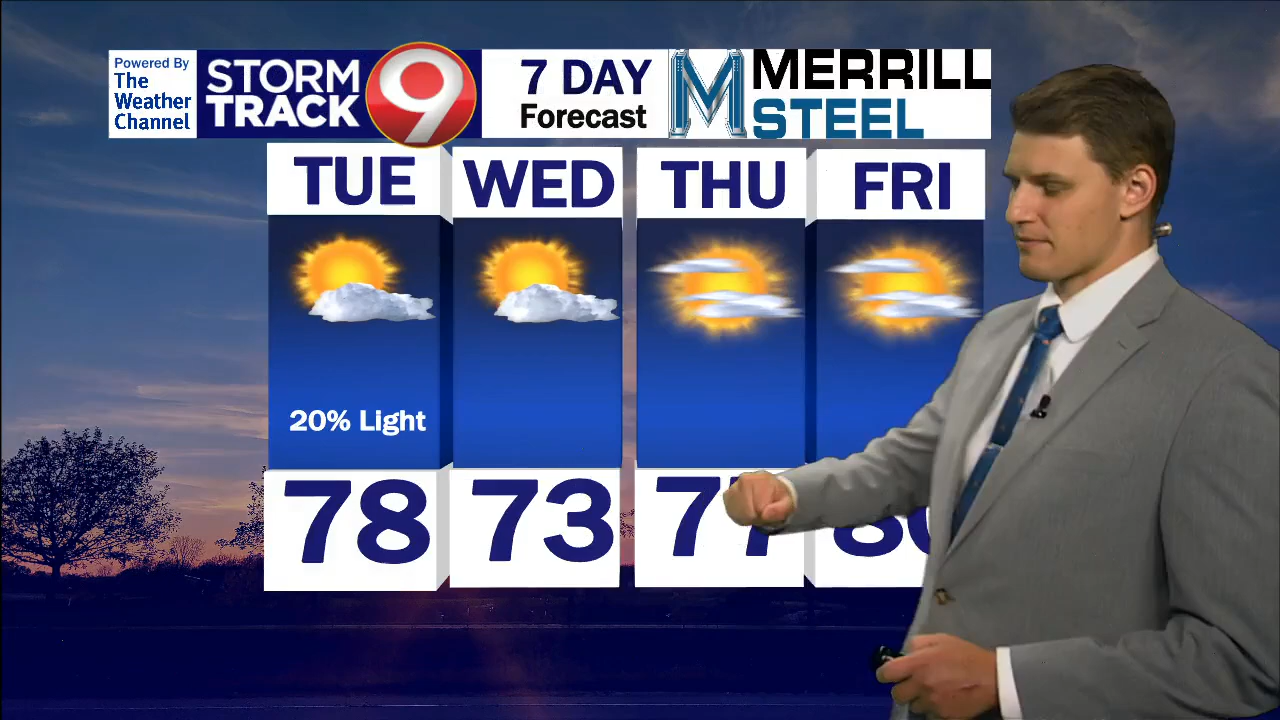 Powered By
The
Weather
Channel
STORM
TRACK 9
7 DAY
Forecast
M MERRILL
STEEL
TUE WED THU FRI
20% Light
78 73 77